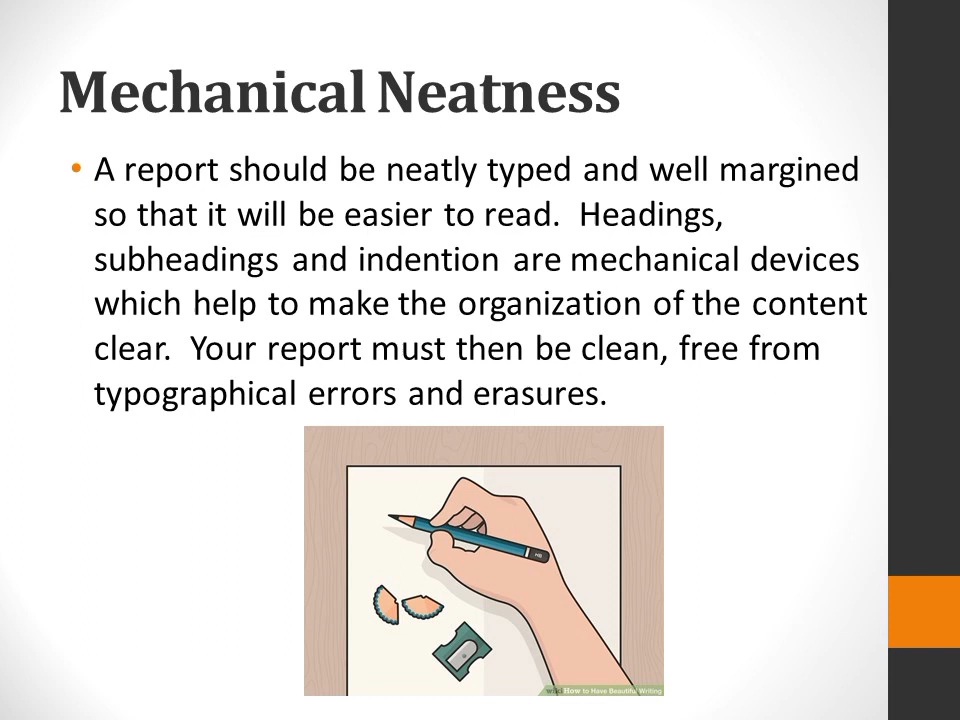 Mechanical Neatness
• A report should be neatly typed and well margined
so that it will be easier to read.  Headings,
subheadings and indention are mechanical devices
which help to make the organization of the content
clear.  Your report must then be clean, free from
typographical errors and erasures.
HB
wikiHow to Have Beautiful Writing